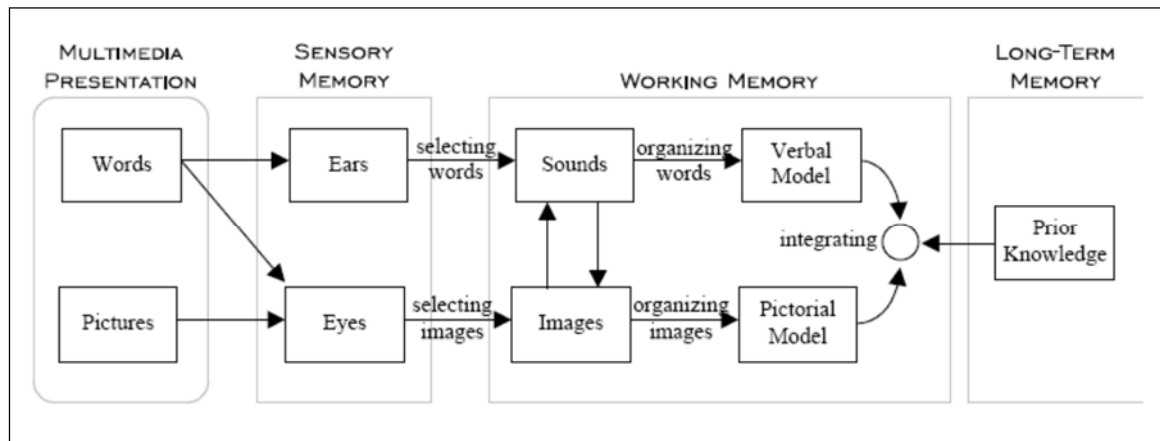 MULTIMEDIA
PRESENTATION
SENSORY
MEMORY
WORKING MEMORY
LONG-TERM
MEMORY
Words
Ears
selecting
words
Sounds
organizing
words
Verbal
Model
integrating
Prior
Knowledge
Pictures
Eyes
selecting
images
Images
organizing
images
Pictorial
Model